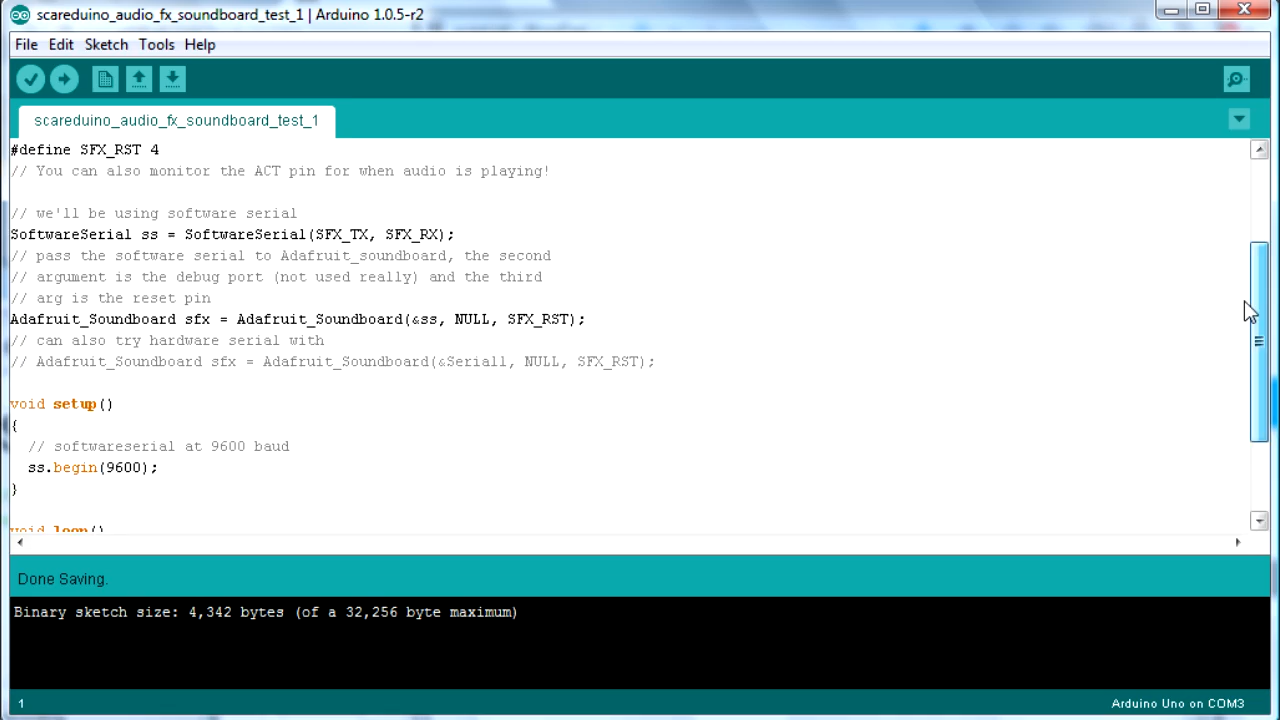 scareduino_audio_fx_soundboard_test_1 | Arduino 1.0.5-r2
File Edit Sketch Tools Help
scareduino_audio_fx_soundboard_test_1
#define SFX_RST 4
// You can also monitor the ACT pin for when audio is playing!
// we'll be using software serial
SoftwareSerial ss = SoftwareSerial(SFX_TX, SFX_RX);
// pass the software serial to Adafruit_soundboard, the second
// argument is the debug port (not used really) and the third
// arg is the reset pin
Adafruit_Soundboard sfx = Adafruit_Soundboard(&ss, NULL, SFX_RST);
// can also try hardware serial with
// Adafruit_Soundboard sfx = Adafruit_Soundboard(&Serial1, NULL, SFX_RST);
void setup()
{
// softwareserial at 9600 baud
ss.begin(9600);
}
void loop()
Done Saving.
Binary sketch size: 4,342 bytes (of a 32,256 byte maximum)
1
Arduino Uno on COM3